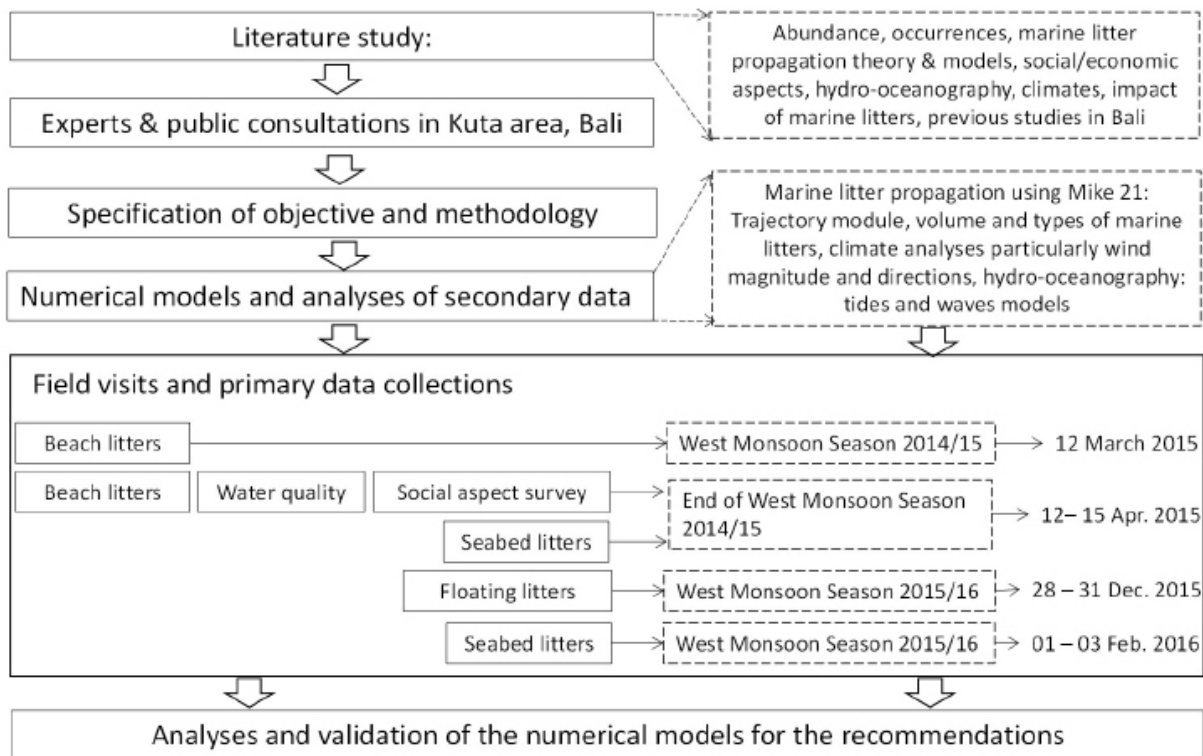 Literature study:
Abundance, occurrences, marine litter
propagation theory & models, social/economic
aspects, hydro-oceanography, climates, impact
of marine litters, previous studies in Bali
Experts & public consultations in Kuta area, Bali
Specification of objective and methodology
Numerical models and analyses of secondary data
Marine litter propagation using Mike 21:
Trajectory module, volume and types of marine
litters, climate analyses particularly wind
magnitude and directions, hydro-oceanography:
tides and waves models
Field visits and primary data collections
Beach litters
West Monsoon Season 2014/15
12 March 2015
Beach litters
Water quality
Social aspect survey
Seabed litters
End of West Monsoon Season
2014/15
12– 15 Apr. 2015
Floating litters
West Monsoon Season 2015/16
28 – 31 Dec. 2015
Seabed litters
West Monsoon Season 2015/16
01 – 03 Feb. 2016
Analyses and validation of the numerical models for the recommendations